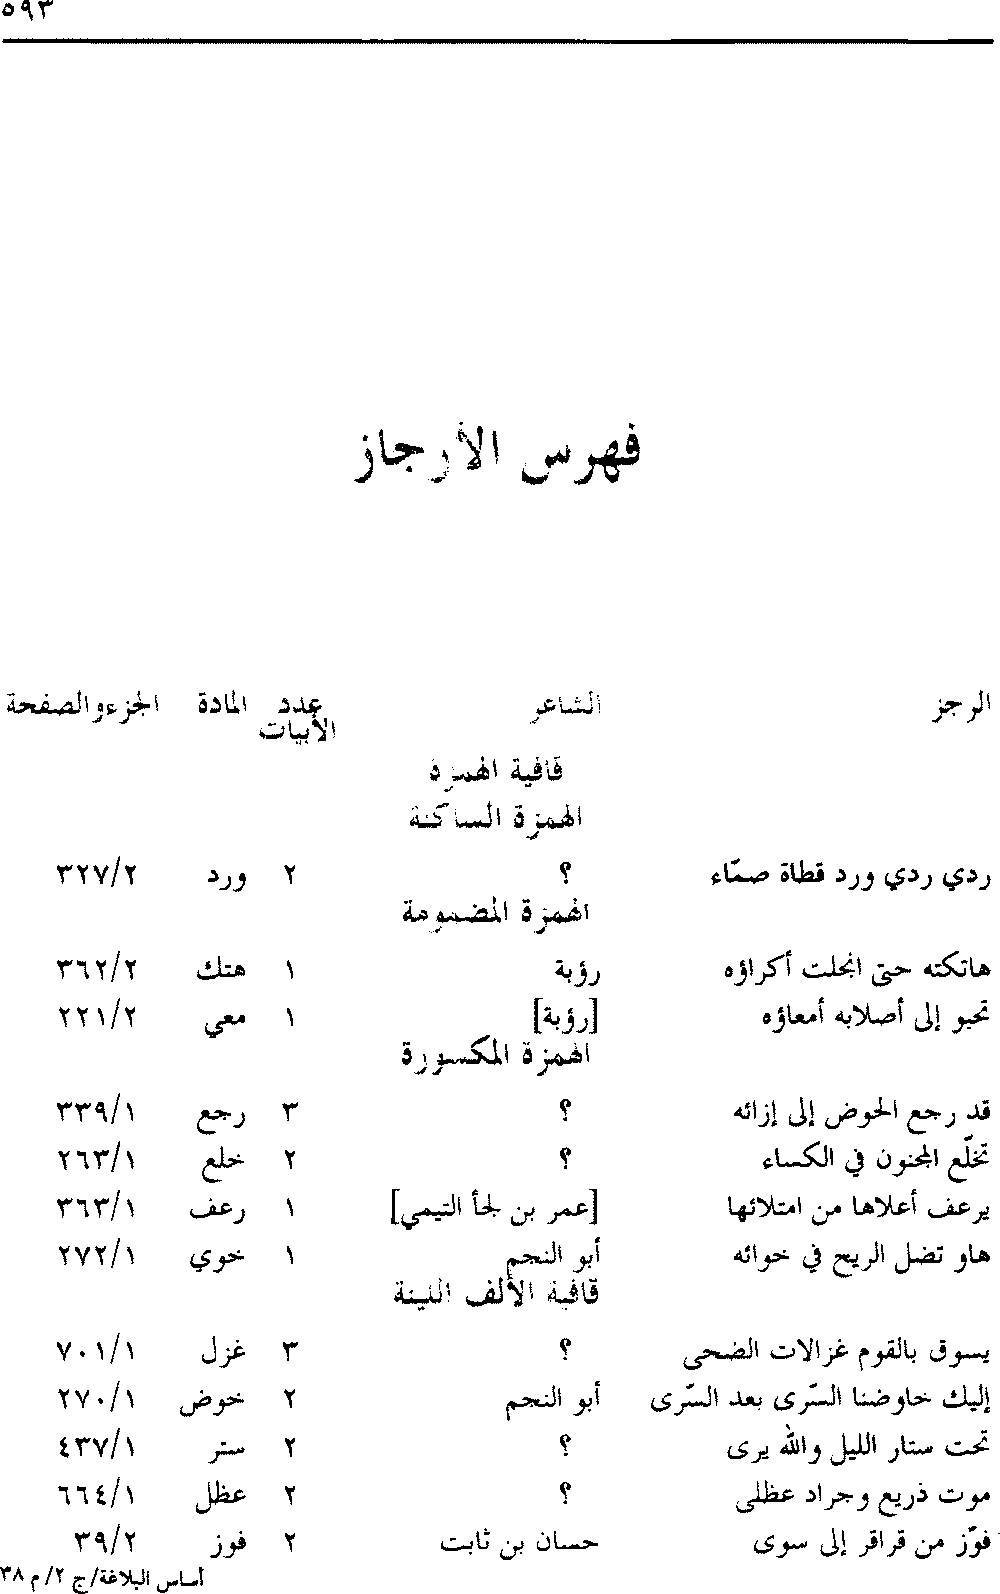 ٥٩٣
فهرس الأرجاز
الرجز الشاعر عدد الأبيات المادة الجزء والصفحة
قافية الهمزة
الهمزة الساكنة
ردي ردي ورد قطاة صمّاء ؟ ٢ ورد ٣٢٧/٢
الهمزة المضمومة
هاتكته حتى انجلت أكراؤه رؤبة ١ هتك ٣٦٢/٢
تحبو إلى أصلابه أمعاؤه [رؤبة] ١ معي ٢٢١/٢
الهمزة المكسورة
قد رجع الحوض إلى إزائه ؟ ٣ رجع ٣٣٩/١
تخلّع المجنون في الكساء ؟ ٢ خلع ٢٦٣/١
يرعف أعلاها من امتلائها [عمر بن لجأ التيمي] ١ رعف ٣٦٣/١
هاو تضل الريح في خوائه أبو النجم ١ خوي ٢٧٢/١
قافية الألف اللينة
يسوق بالقوم غزالات الضحى ؟ ٣ غزل ٧٠١/١
إليك خاوضنا السّرى بعد السّرى أبو النجم ٢ خوض ٢٧٠/١
تحت ستار الليل والله يرى ؟ ٢ ستر ٤٣٧/١
موت ذريع وجراد عظلى ؟ ٢ عظل ٦٦٤/١
فوّز من قراقر إلى سوى حسان بن ثابت ٢ فوز ٣٩/٢
أساس البلاغة/ج ٢/ م ٣٨